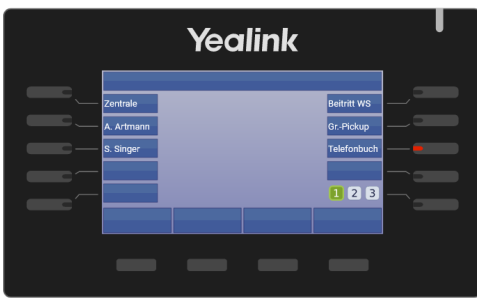 Yealink
Zentrale
Beitritt WS
A. Artmann
Gr.-Pickup
S. Singer
Telefonbuch
1 2 3